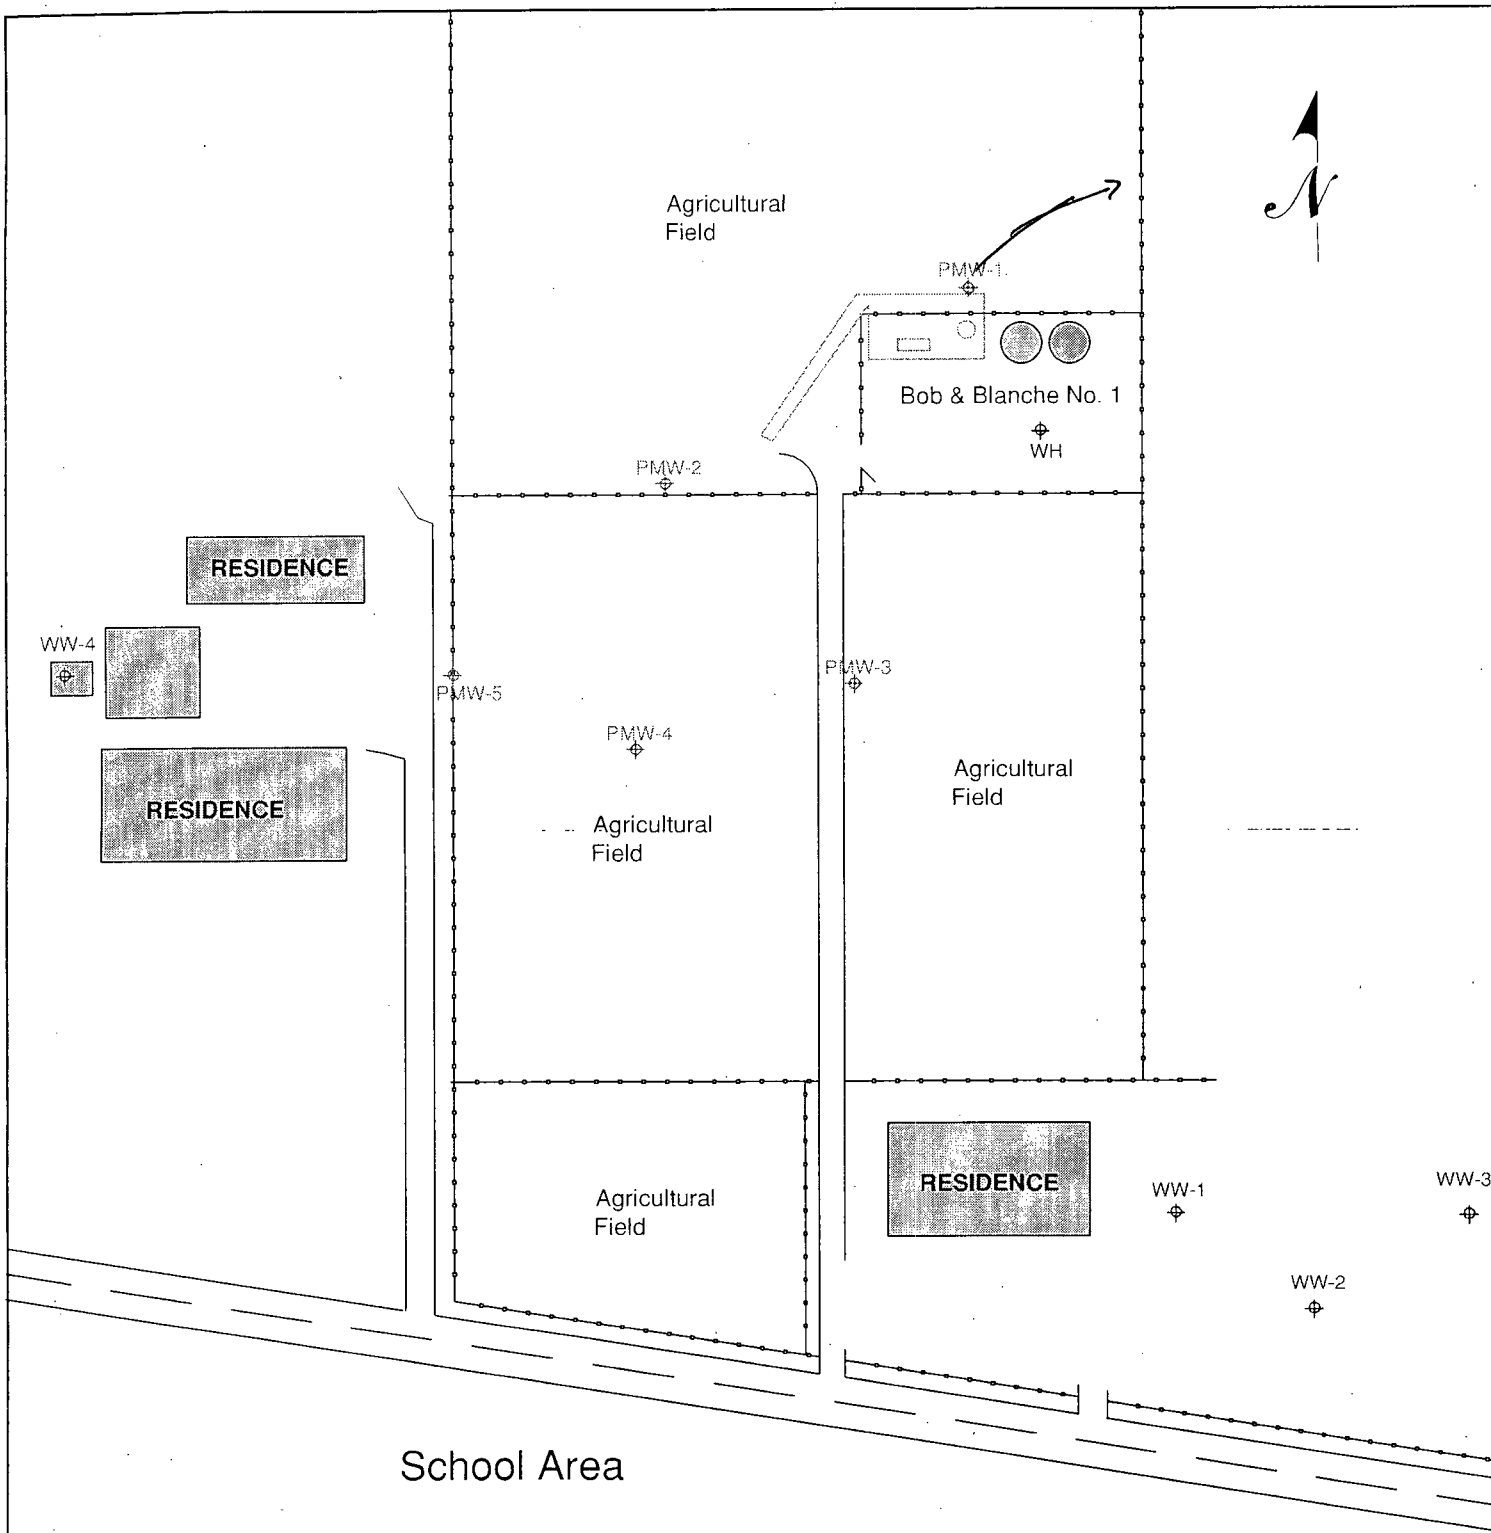 Agricultural
Field
N
PMW-1
Bob & Blanche No. 1
WH
PMW-2
RESIDENCE
WW-4
PMW-5
PMW-3
PMW-4
RESIDENCE
Agricultural
Field
Agricultural
Field
RESIDENCE
WW-1
WW-3
Agricultural
Field
WW-2
School Area